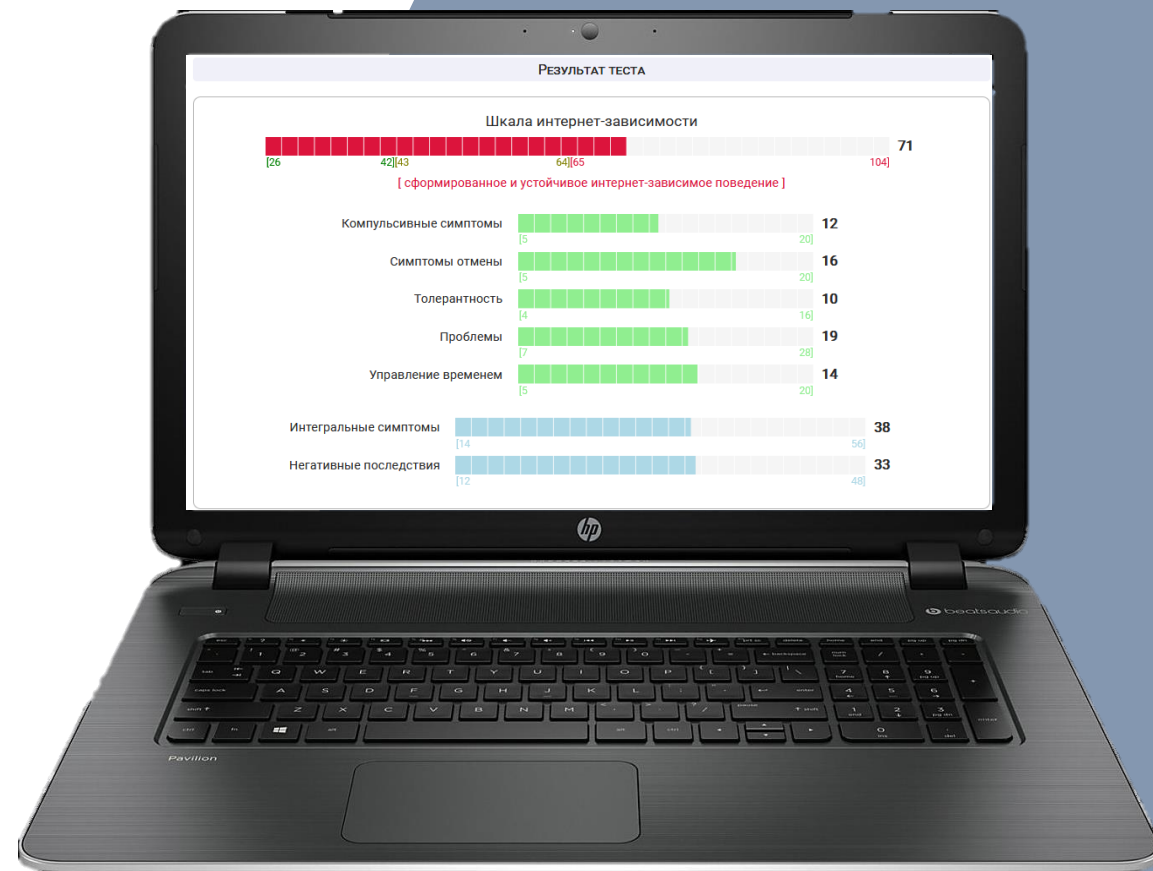 РЕЗУЛЬТАТ ТЕСТА
Шкала интернет-зависимости
71
[26 42][43 64][65 104]
[ сформированное и устойчивое интернет-зависимое поведение ]
Компульсивные симптомы 12
[5 20]
Симптомы отмены 16
[5 20]
Толерантность 10
[4 16]
Проблемы 19
[7 28]
Управление временем 14
[5 20]
Интегральные симптомы 38
[14 56]
Негативные последствия 33
[12 48]
hp
beatsaudio
Q W E R T Y U I O P
A S D F G H J K L
Z X C V B N M
Pavilion